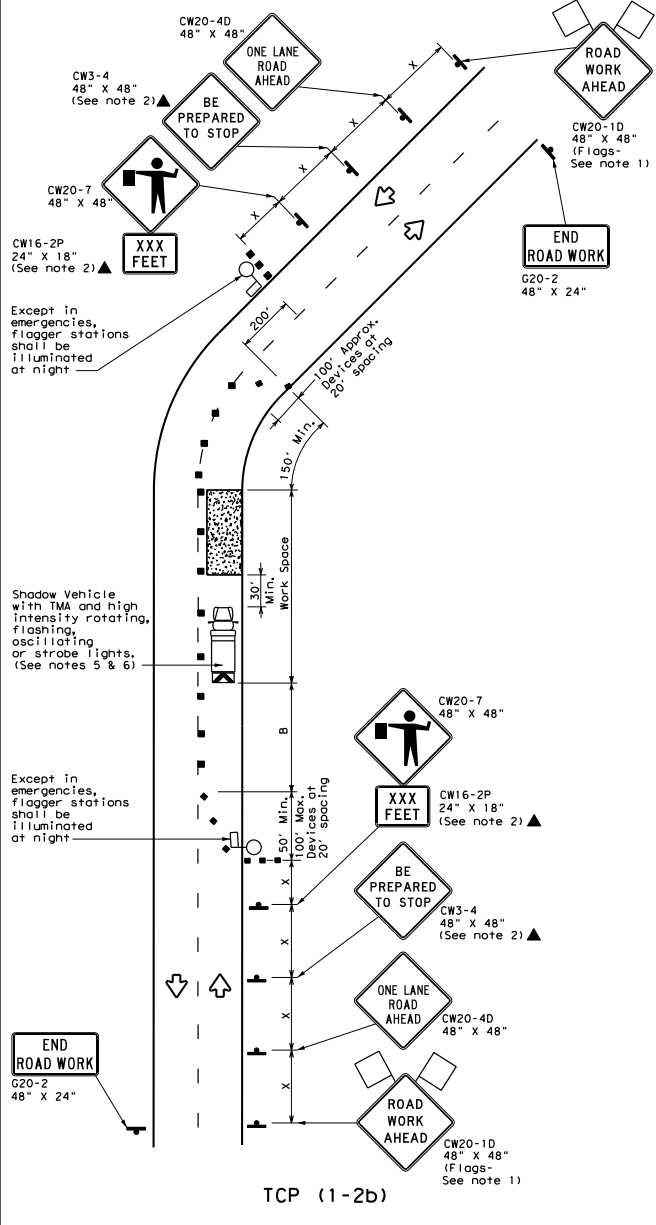 CW20-4D
48" X 48"
ONE LANE
ROAD
AHEAD
X
ROAD
WORK
AHEAD
CW3-4
48" X 48"
(See note 2)▲
BE
PREPARED
TO STOP
X
CW20-1D
48" X 48"
(Flags-
See note 1)
X
CW20-7
48" X 48"
X
END
ROAD WORK
G20-2
48" X 24"
CW16-2P
24" X 18"
(See note 2)▲
XXX
FEET
Except in
emergencies,
flagger stations
shall be
illuminated
at night
200'
100' Approx.
Devices at
20' spacing
150' Min.
Work Space
30'
Min.
Shadow Vehicle
with TMA and high
intensity rotating,
flashing,
oscillating
or strobe lights.
(See notes 5 & 6)
B
CW20-7
48" X 48"
Except in
emergencies,
flagger stations
shall be
illuminated
at night
50' Min.
100' Max.
Devices at
20' spacing
XXX
FEET
CW16-2P
24" X 18"
(See note 2)▲
X
BE
PREPARED
TO STOP
CW3-4
48" X 48"
(See note 2)▲
X
ONE LANE
ROAD
AHEAD
CW20-4D
48" X 48"
X
END
ROAD WORK
G20-2
48" X 24"
X
ROAD
WORK
AHEAD
CW20-1D
48" X 48"
(Flags-
See note 1)
TCP (1-2b)